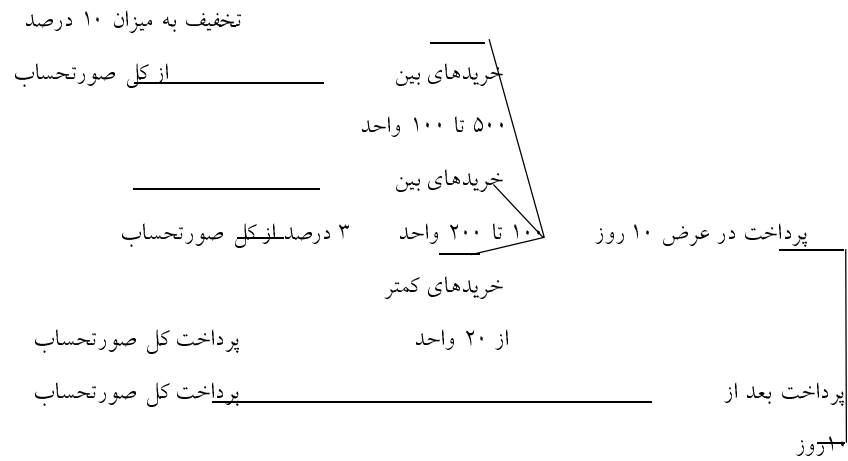 تخفیف به میزان ۱۰ درصد
خریدهای بین از کل صورتحساب
۵۰۰ تا ۱۰۰ واحد
خریدهای بین
پرداخت در عرض ۱۰ روز ۱۰۰ تا ۲۰۰ واحد ۳ درصد از کل صورتحساب
خریدهای کمتر
از ۲۰ واحد پرداخت کل صورتحساب
پرداخت بعد از پرداخت کل صورتحساب
۱۰روز